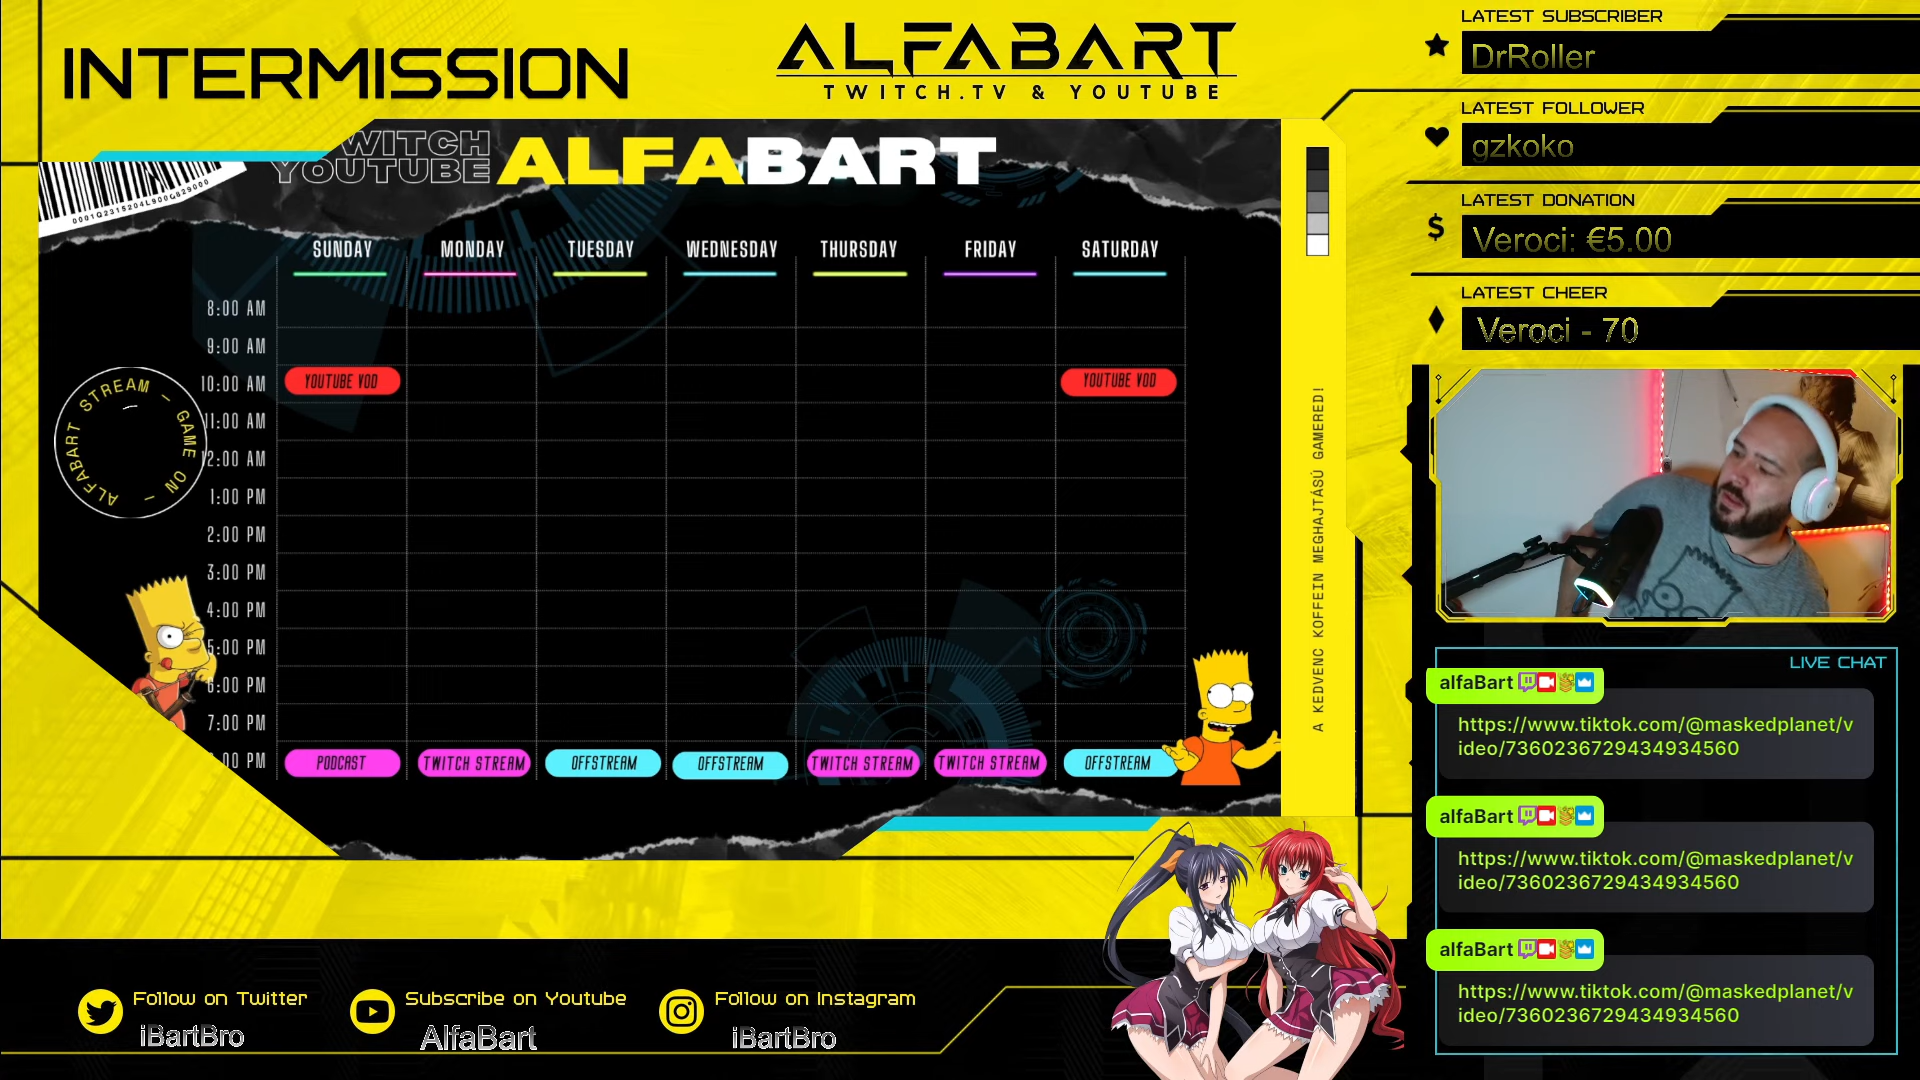 INTERMISSION
ALFABART
TWITCH.TV & YOUTUBE
LATEST SUBSCRIBER
DrRoller
LATEST FOLLOWER
gzkoko
LATEST DONATION
Veroci: €5.00
LATEST CHEER
Veroci - 70
WITCH
YOUTUBE
ALFABART
0001Q2315204L900G829000
SUNDAY MONDAY TUESDAY WEDNESDAY THURSDAY FRIDAY SATURDAY
8:00 AM
9:00 AM
10:00 AM YOUTUBE VOD YOUTUBE VOD
11:00 AM
12:00 AM
1:00 PM
2:00 PM
3:00 PM
4:00 PM
5:00 PM
6:00 PM
7:00 PM
:00 PM PODCAST TWITCH STREAM OFFSTREAM OFFSTREAM TWITCH STREAM TWITCH STREAM OFFSTREAM
ALFABART STREAM – GAME ON –
A KEDVENC KOFFEIN MEGHAJTÁSÚ GAMERED!
LIVE CHAT
alfaBart
https://www.tiktok.com/@maskedplanet/v
ideo/7360236729434934560
alfaBart
https://www.tiktok.com/@maskedplanet/v
ideo/7360236729434934560
alfaBart
https://www.tiktok.com/@maskedplanet/v
ideo/7360236729434934560
Follow on Twitter
iBartBro
Subscribe on Youtube
AlfaBart
Follow on Instagram
iBartBro